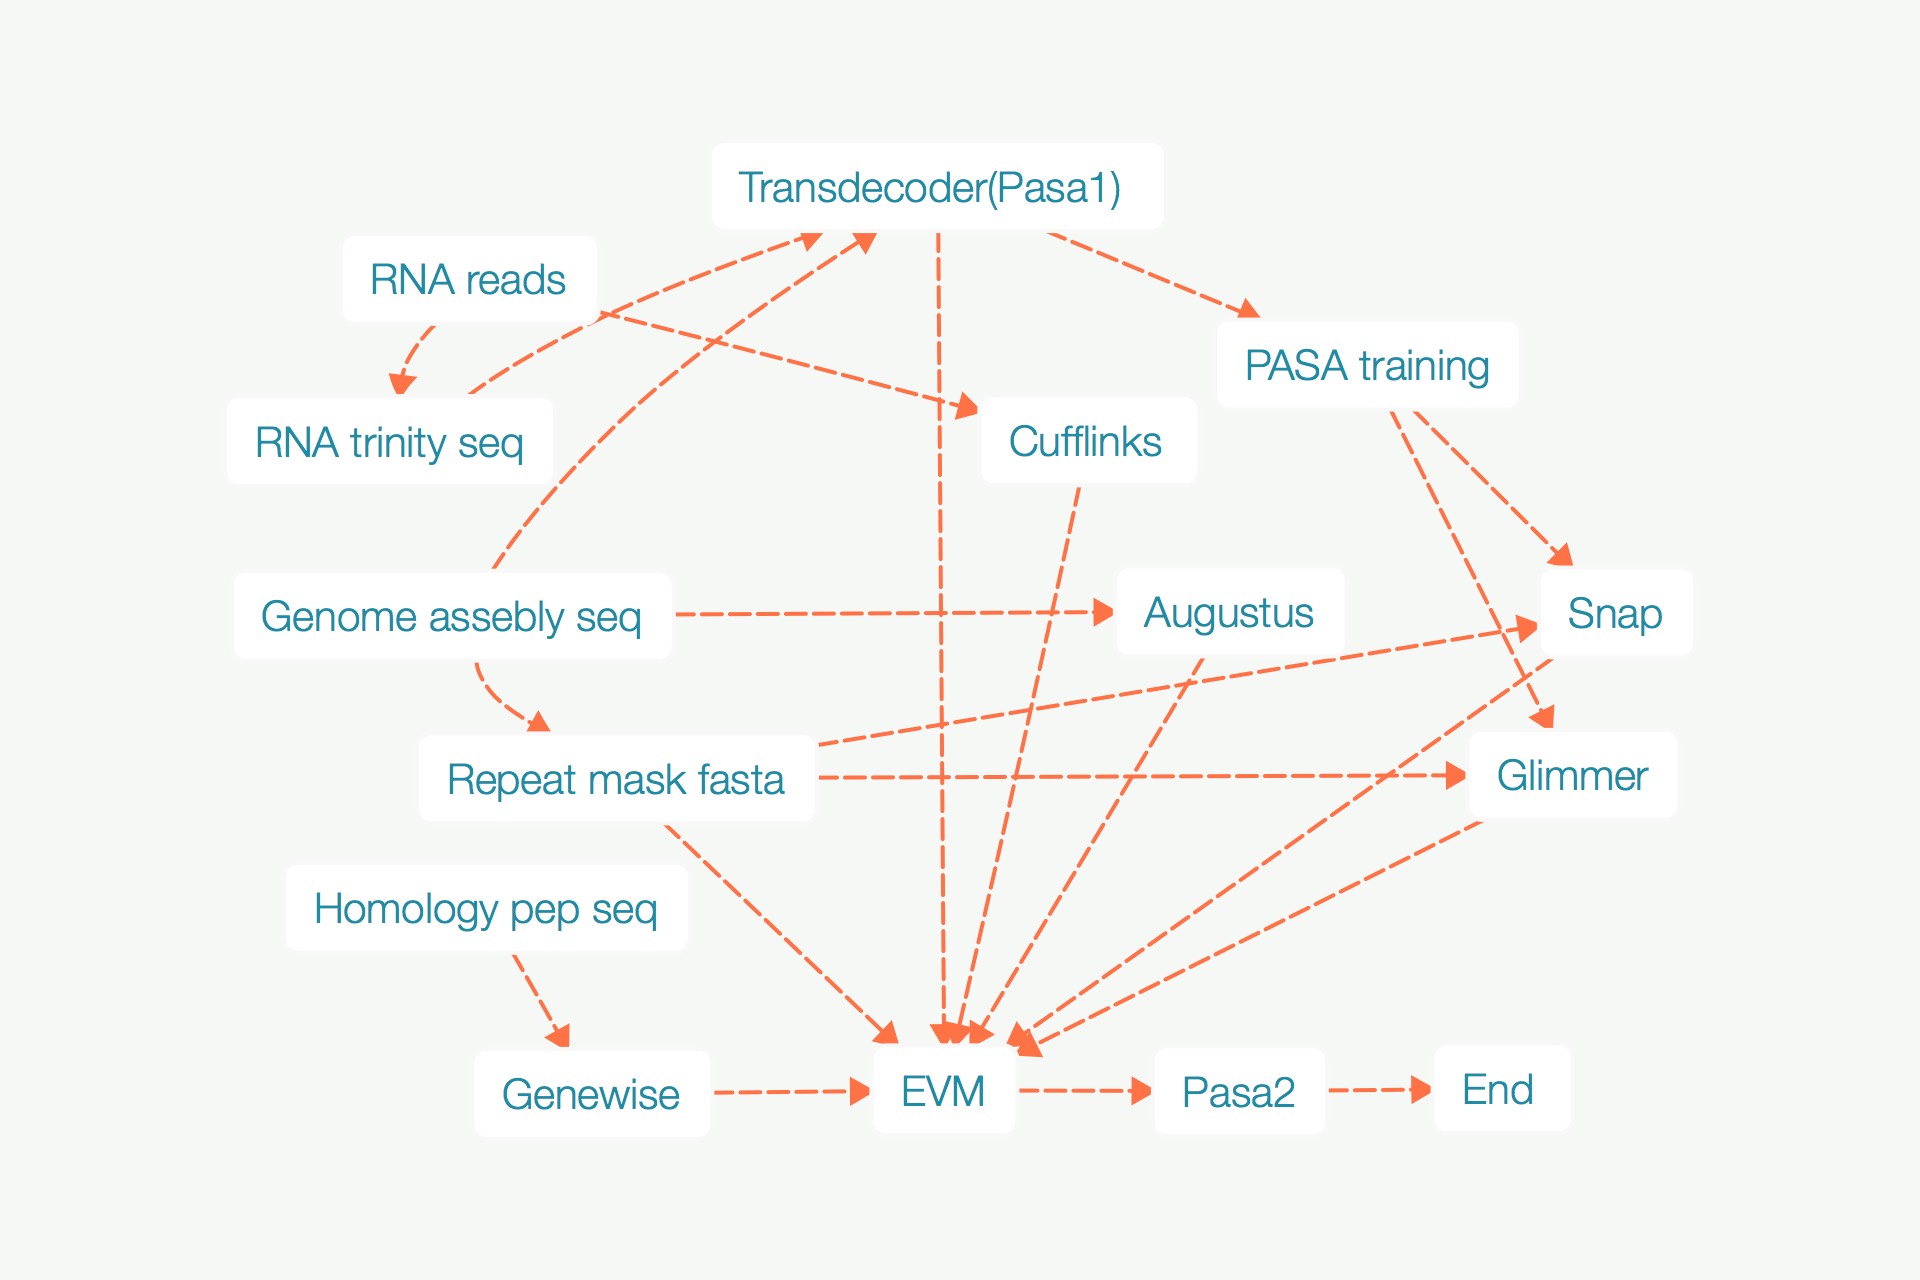 Transdecoder(Pasa1)
RNA reads
PASA training
RNA trinity seq
Cufflinks
Genome assebly seq
Augustus
Snap
Repeat mask fasta
Glimmer
Homology pep seq
Genewise
EVM
Pasa2
End